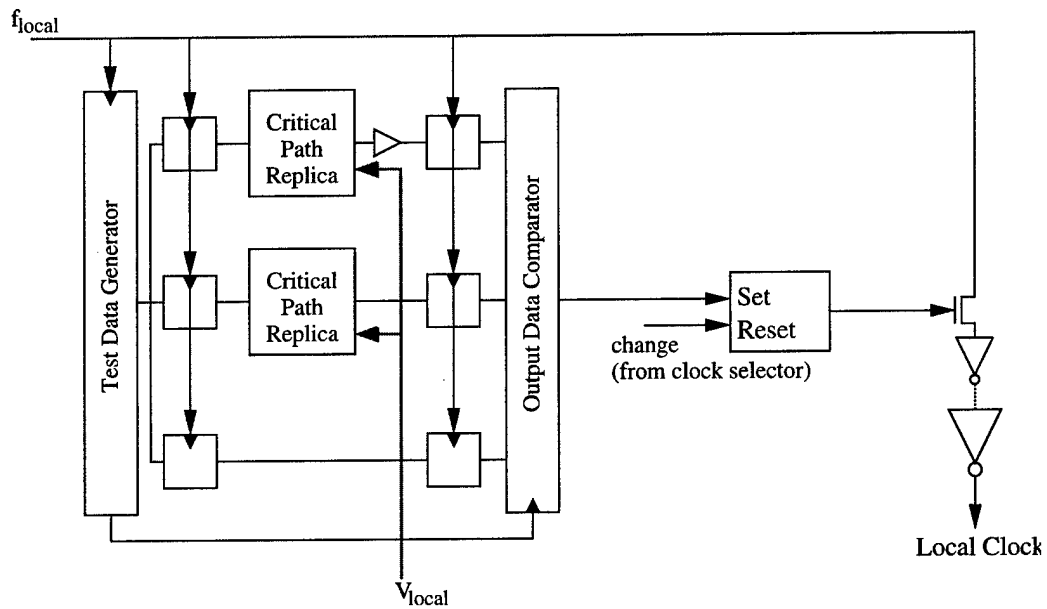 f_local
Test Data Generator
Critical
Path
Replica
Critical
Path
Replica
Output Data Comparator
Set
Reset
change
(from clock selector)
Local Clock
V_local